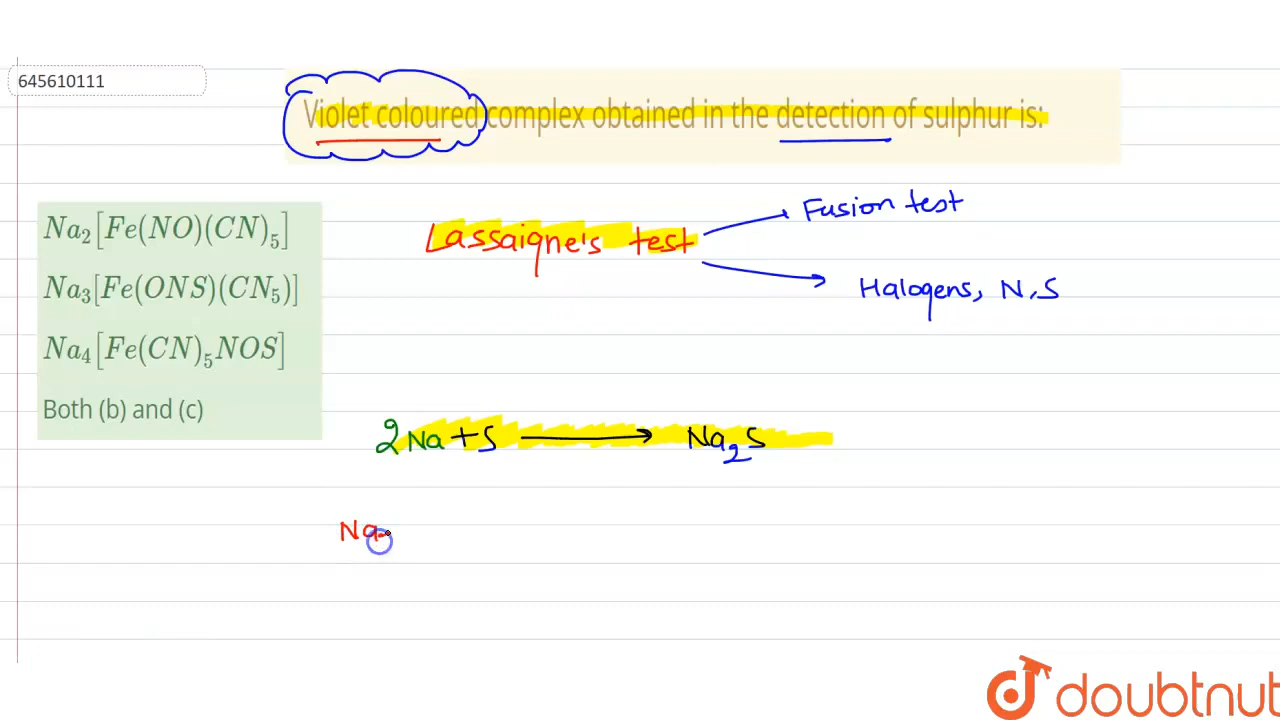 645610111
Violet coloured complex obtained in the detection of sulphur is:
Na₂[Fe(NO)(CN)₅]
Na₃[Fe(ONS)(CN₅)]
Na₄[Fe(CN)₅NOS]
Both (b) and (c)
Lassaigne's test
Fusion test
Halogens, N,S
2Na+S → Na₂S
Na
doubtnut